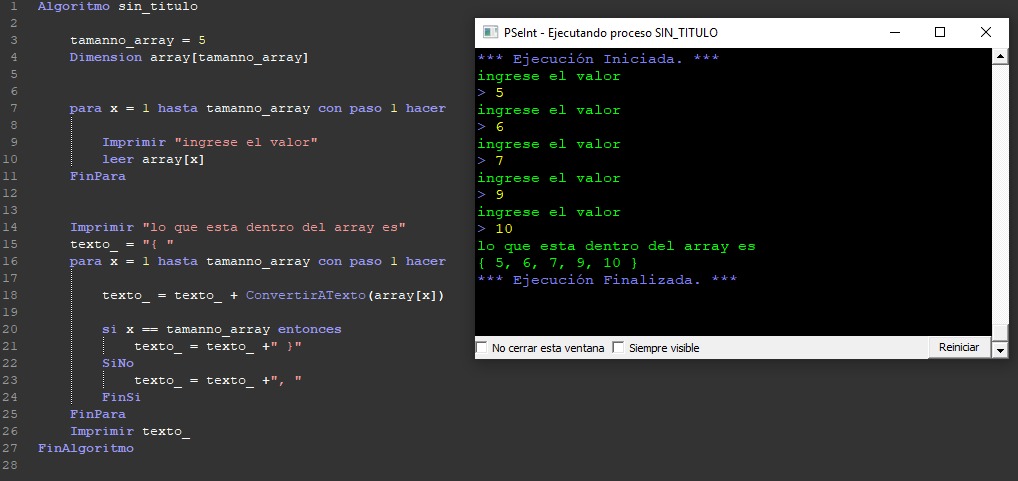 1 Algoritmo sin_titulo
2
3 tamanno_array = 5
4 Dimension array[tamanno_array]
5
6
7 para x = 1 hasta tamanno_array con paso 1 hacer
8
9 Imprimir "ingrese el valor"
10 leer array[x]
11 FinPara
12
13
14 Imprimir "lo que esta dentro del array es"
15 texto_ = "{ "
16 para x = 1 hasta tamanno_array con paso 1 hacer
17
18 texto_ = texto_ + ConvertirATexto(array[x])
19
20 si x == tamanno_array entonces
21 texto_ = texto_ +" }"
22 SiNo
23 texto_ = texto_ +", "
24 FinSi
25 FinPara
26 Imprimir texto_
27 FinAlgoritmo
28
PSeInt - Ejecutando proceso SIN_TITULO
*** Ejecución Iniciada. ***
ingrese el valor
> 5
ingrese el valor
> 6
ingrese el valor
> 7
ingrese el valor
> 9
ingrese el valor
> 10
lo que esta dentro del array es
{ 5, 6, 7, 9, 10 }
*** Ejecución Finalizada. ***
No cerrar esta ventana Siempre visible Reiniciar